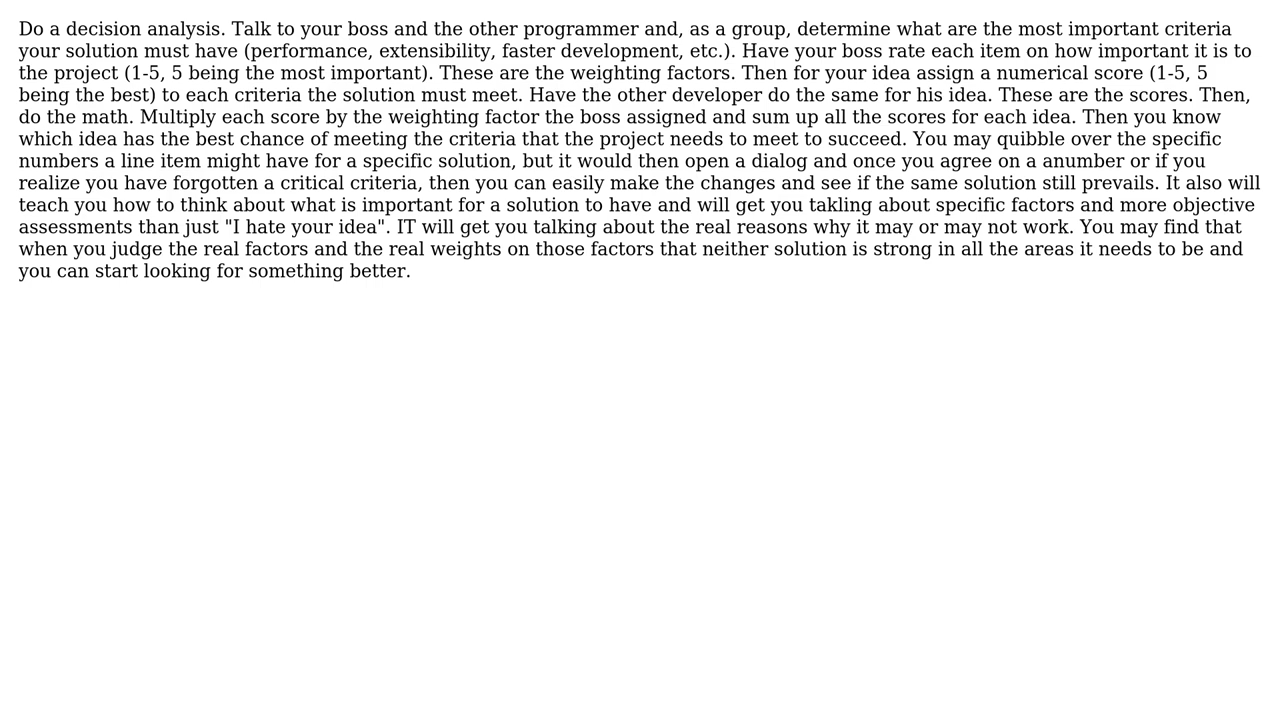 Do a decision analysis. Talk to your boss and the other programmer and, as a group, determine what are the most important criteria
your solution must have (performance, extensibility, faster development, etc.). Have your boss rate each item on how important it is to
the project (1-5, 5 being the most important). These are the weighting factors. Then for your idea assign a numerical score (1-5, 5
being the best) to each criteria the solution must meet. Have the other developer do the same for his idea. These are the scores. Then,
do the math. Multiply each score by the weighting factor the boss assigned and sum up all the scores for each idea. Then you know
which idea has the best chance of meeting the criteria that the project needs to meet to succeed. You may quibble over the specific
numbers a line item might have for a specific solution, but it would then open a dialog and once you agree on a anumber or if you
realize you have forgotten a critical criteria, then you can easily make the changes and see if the same solution still prevails. It also will
teach you how to think about what is important for a solution to have and will get you takling about specific factors and more objective
assessments than just "I hate your idea". IT will get you talking about the real reasons why it may or may not work. You may find that
when you judge the real factors and the real weights on those factors that neither solution is strong in all the areas it needs to be and
you can start looking for something better.